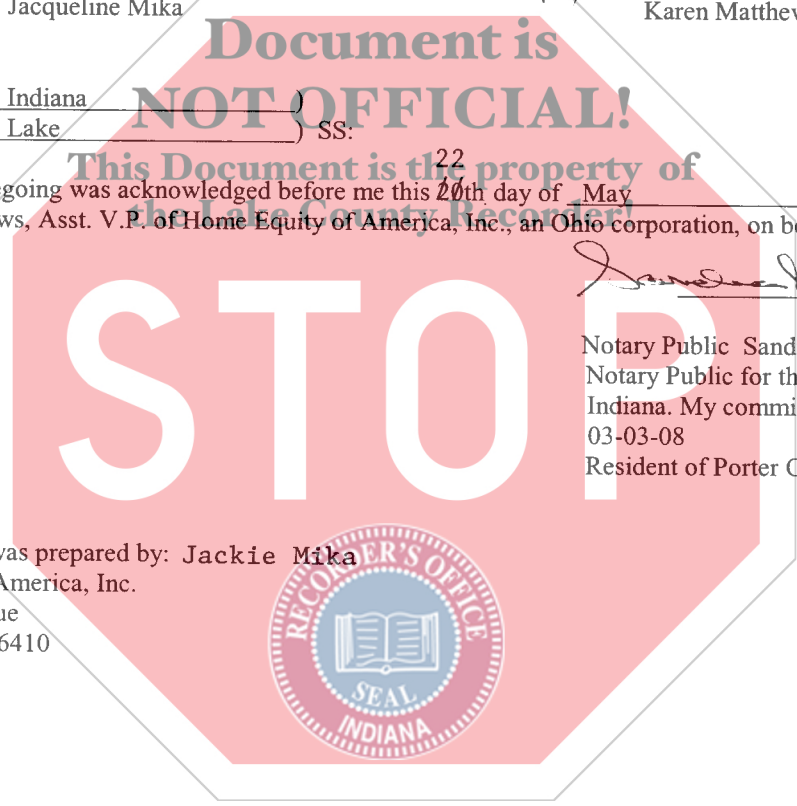 Jacqueline Mika
Karen Matthew
Document is
NOT OFFICIAL!
This Document is the property of
the Lake County Recorder!
Indiana )
Lake ) SS:
22
egoing was acknowledged before me this 20th day of May
ws, Asst. V.P. of Home Equity of America, Inc., an Ohio corporation, on be
STOP
Notary Public Sand
Notary Public for th
Indiana. My commi
03-03-08
Resident of Porter C
was prepared by: Jackie Mika
America, Inc.
ue
6410
RECORDER'S OFFICE
SEAL
INDIANA